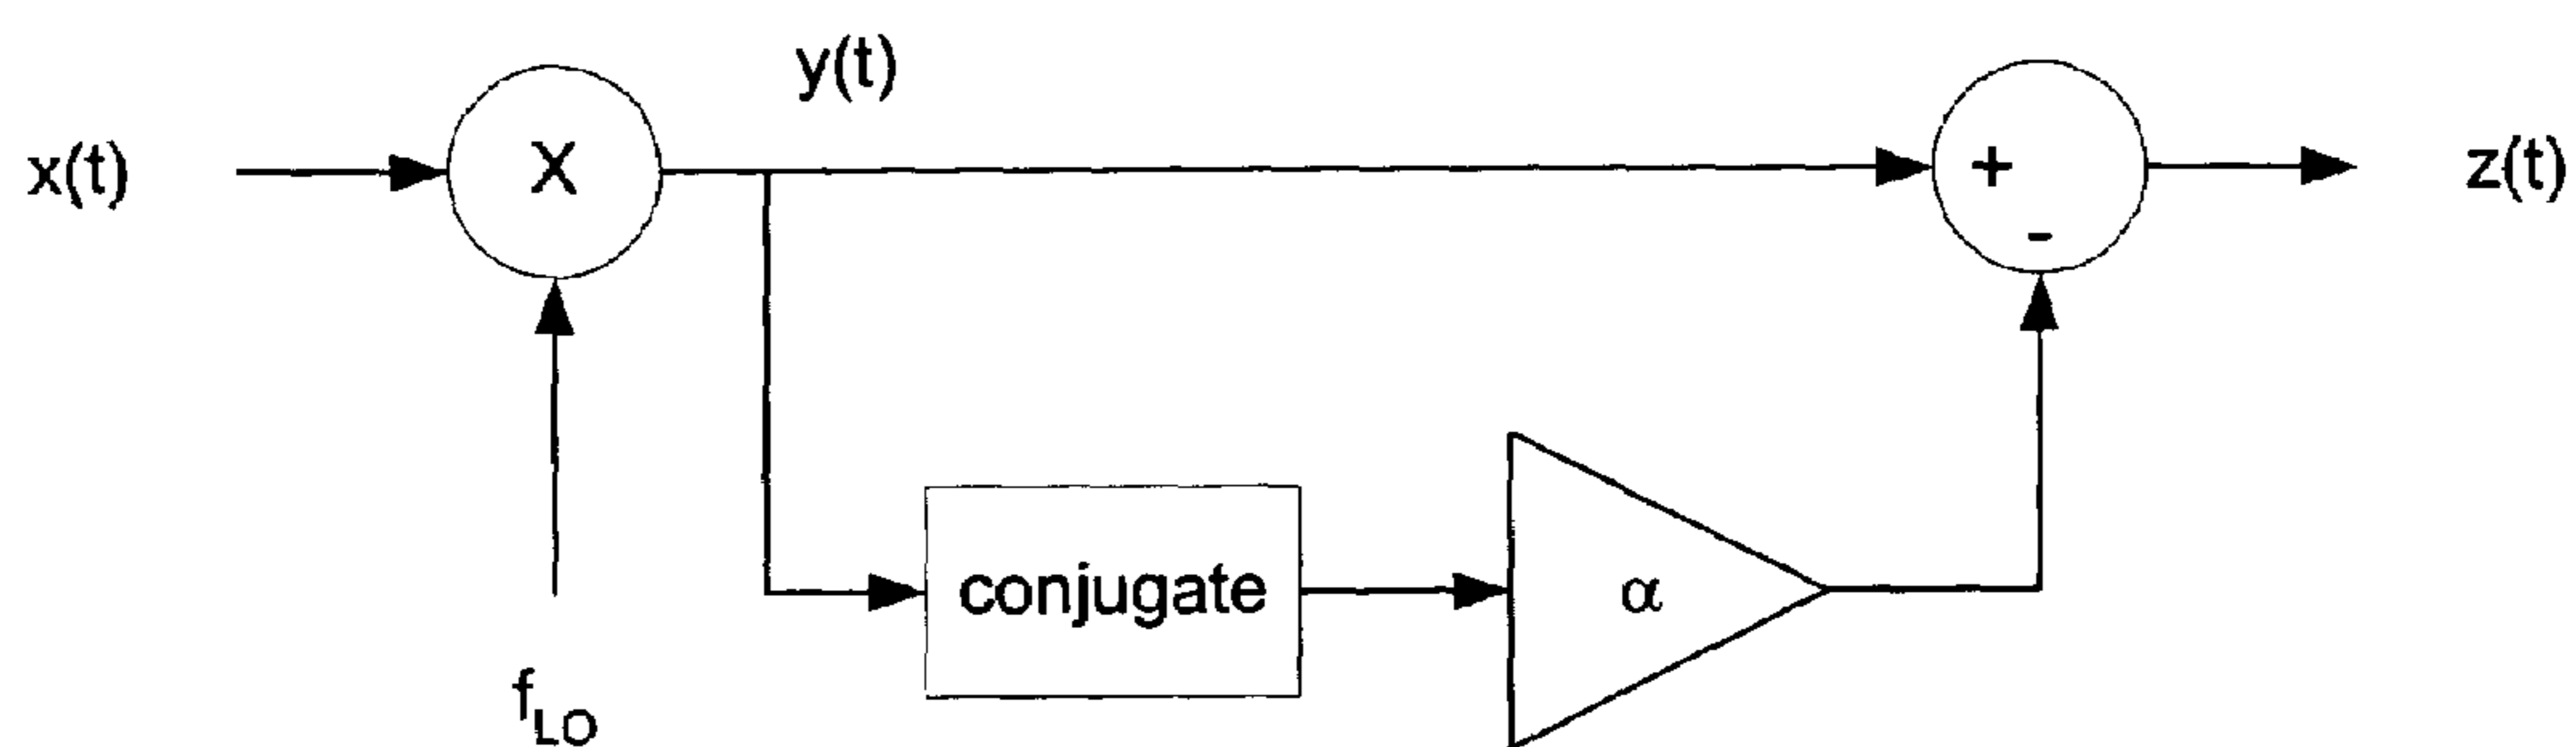 y(t)
x(t)
X
+
-
z(t)
conjugate
α
f_LO